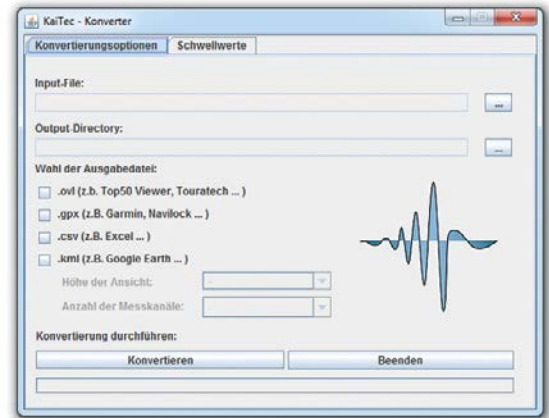 KaiTec - Konverter
Konvertierungsoptionen
Schwellwerte
Input-File:
...
Output-Directory:
...
Wahl der Ausgabedatei:
.ovl (z.b. Top50 Viewer, Touratech ... )
.gpx (z.B. Garmin, Navilock ... )
.csv (z.B. Excel ... )
.kml (z.B. Google Earth ... )
Höhe der Ansicht:
-
Anzahl der Messkanäle:
Konvertierung durchführen:
Konvertieren
Beenden